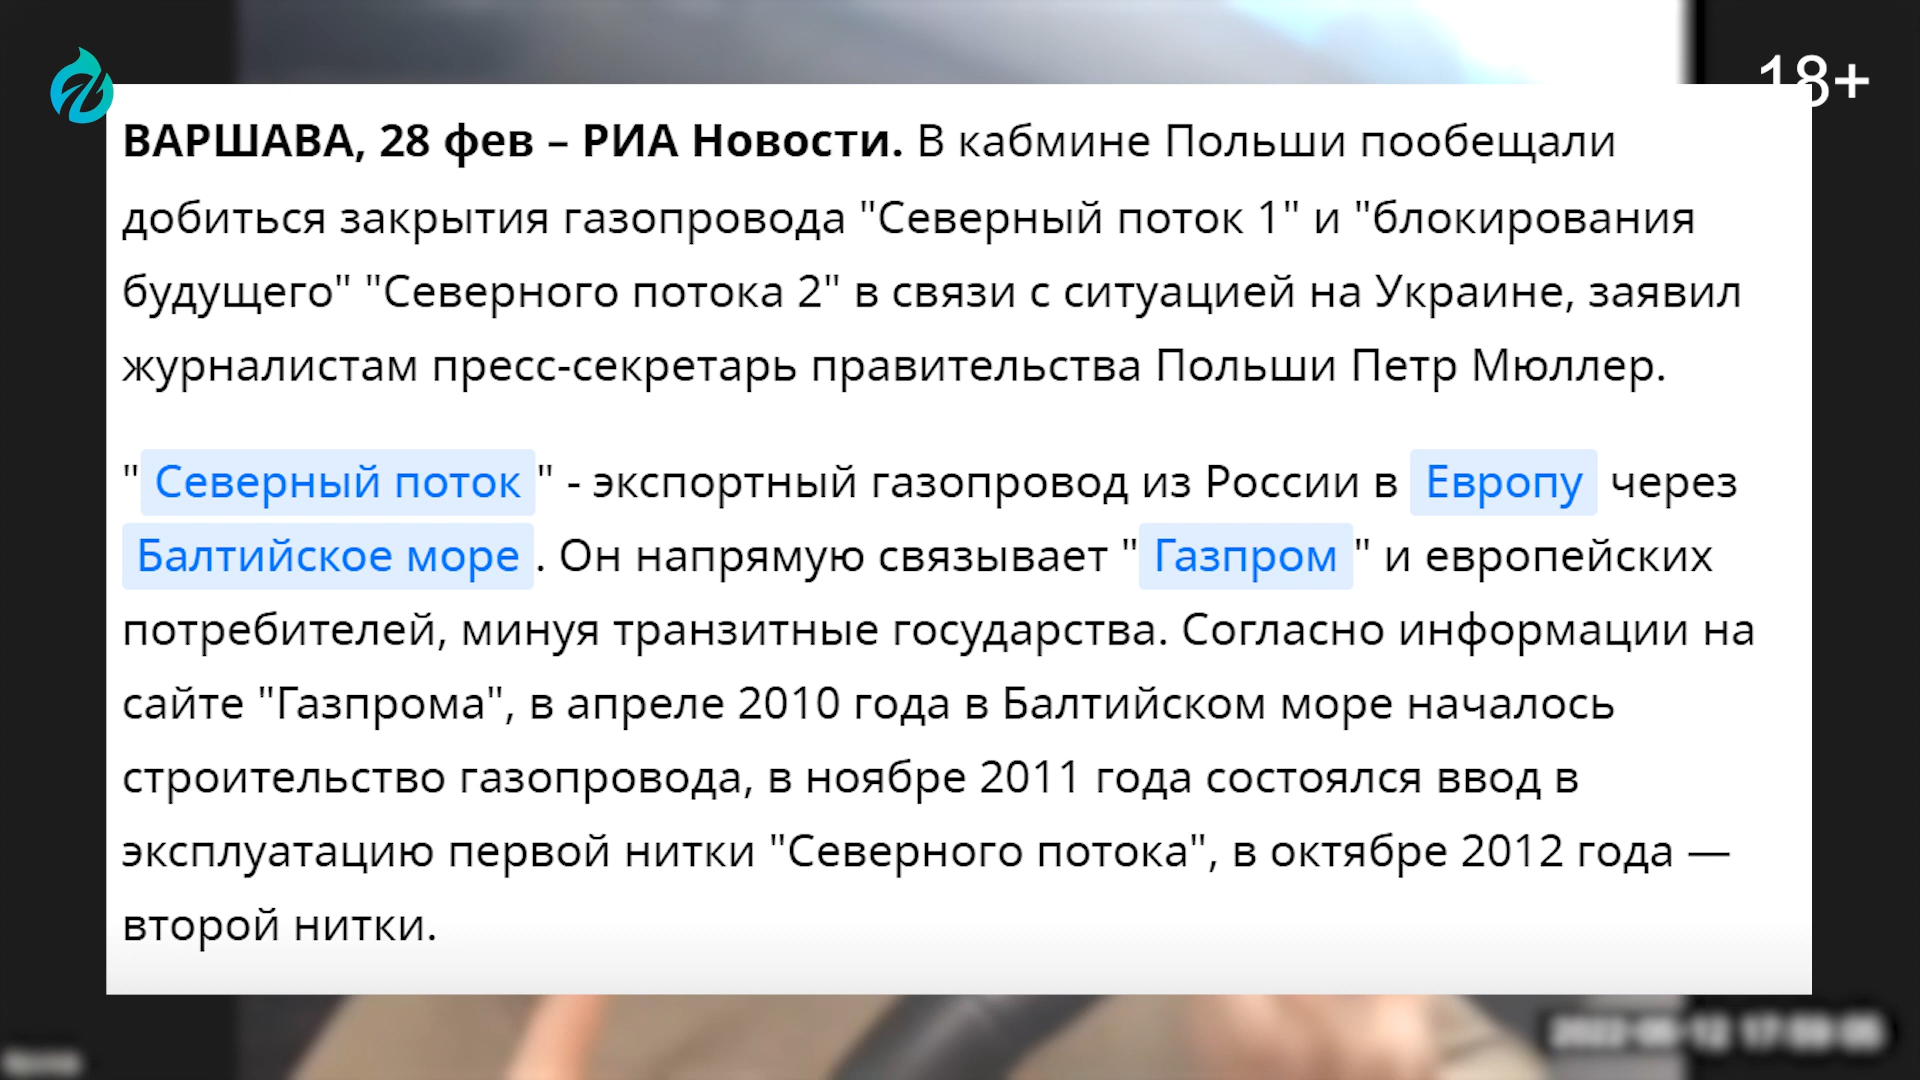 18+
ВАРШАВА, 28 фев – РИА Новости. В кабмине Польши пообещали
добиться закрытия газопровода "Северный поток 1" и "блокирования
будущего" "Северного потока 2" в связи с ситуацией на Украине, заявил
журналистам пресс-секретарь правительства Польши Петр Мюллер.
"Северный поток" - экспортный газопровод из России в Европу через
Балтийское море. Он напрямую связывает "Газпром" и европейских
потребителей, минуя транзитные государства. Согласно информации на
сайте "Газпрома", в апреле 2010 года в Балтийском море началось
строительство газопровода, в ноябре 2011 года состоялся ввод в
эксплуатацию первой нитки "Северного потока", в октябре 2012 года —
второй нитки.